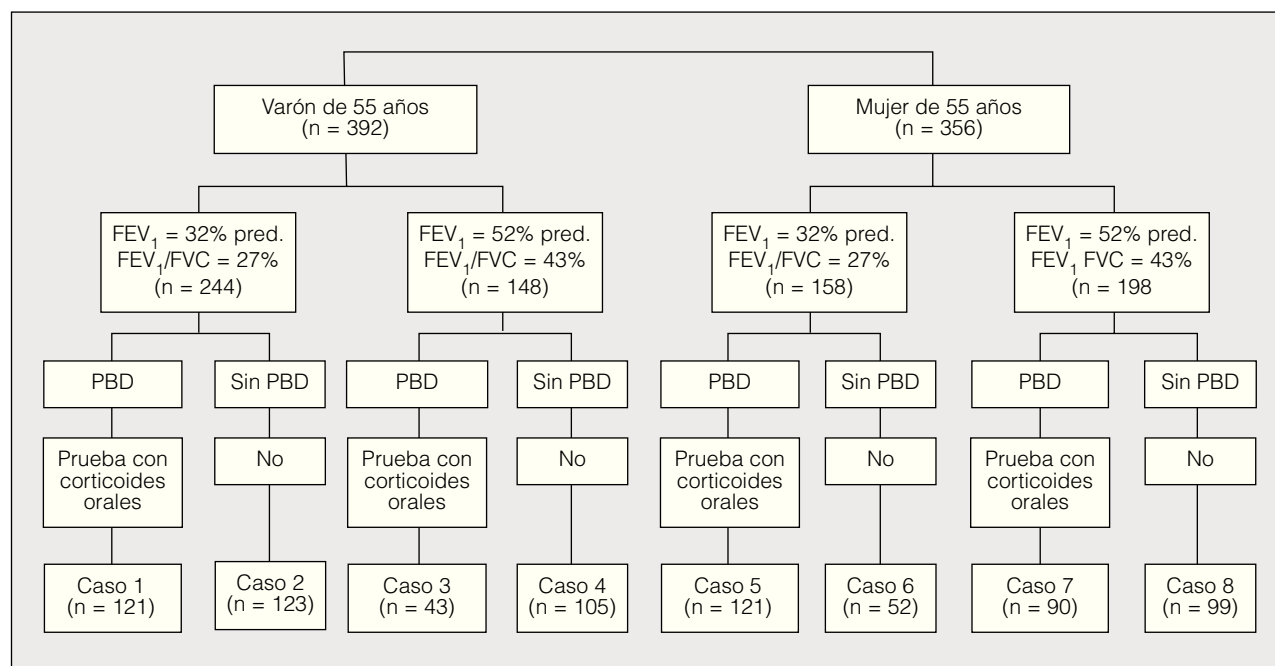 Varón de 55 años
(n = 392)
Mujer de 55 años
(n = 356)
FEV₁ = 32% pred.
FEV₁/FVC = 27%
(n = 244)
FEV₁ = 52% pred.
FEV₁/FVC = 43%
(n = 148)
FEV₁ = 32% pred.
FEV₁/FVC = 27%
(n = 158)
FEV₁ = 52% pred.
FEV₁ FVC = 43%
(n = 198
PBD
Sin PBD
PBD
Sin PBD
PBD
Sin PBD
PBD
Sin PBD
Prueba con
corticoides
orales
No
Prueba con
corticoides
orales
No
Prueba con
corticoides
orales
No
Prueba con
corticoides
orales
No
Caso 1
(n = 121)
Caso 2
(n = 123)
Caso 3
(n = 43)
Caso 4
(n = 105)
Caso 5
(n = 121)
Caso 6
(n = 52)
Caso 7
(n = 90)
Caso 8
(n = 99)